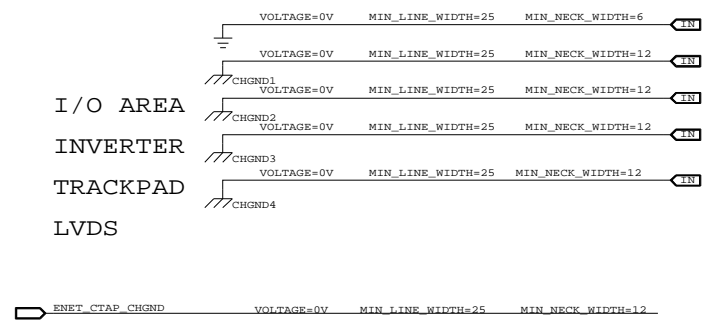 VOLTAGE=0V MIN_LINE_WIDTH=25 MIN_NECK_WIDTH=6 IN
VOLTAGE=0V MIN_LINE_WIDTH=25 MIN_NECK_WIDTH=12 IN
CHGND1
VOLTAGE=0V MIN_LINE_WIDTH=25 MIN_NECK_WIDTH=12 IN
I/O AREA
CHGND2
VOLTAGE=0V MIN_LINE_WIDTH=25 MIN_NECK_WIDTH=12 IN
INVERTER
CHGND3
VOLTAGE=0V MIN_LINE_WIDTH=25 MIN_NECK_WIDTH=12 IN
TRACKPAD
CHGND4
LVDS
ENET_CTAP_CHGND VOLTAGE=0V MIN_LINE_WIDTH=25 MIN_NECK_WIDTH=12